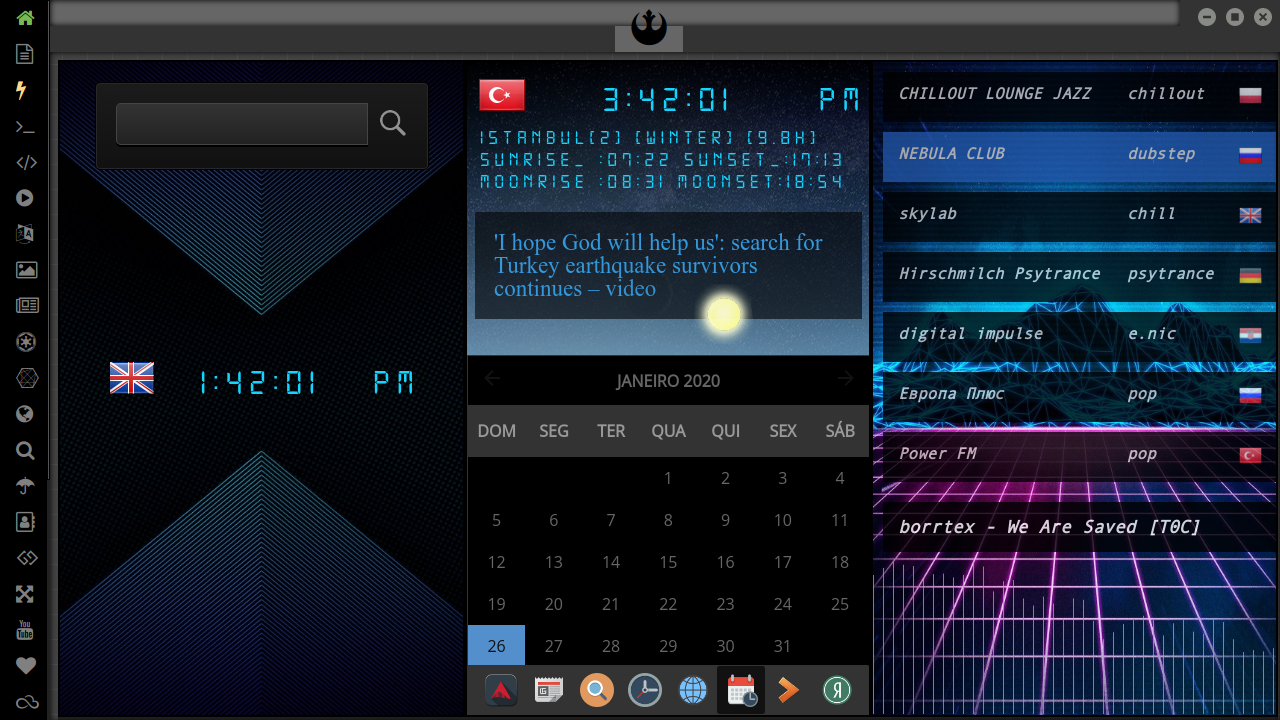 3:42:01 PM
ISTANBUL[2] [WINTER] [9.8H]
SUNRISE_ :07:22 SUNSET_:17:13
MOONRISE :08:31 MOONSET:18:54
'I hope God will help us': search for
Turkey earthquake survivors
continues – video
1:42:01 PM
JANEIRO 2020
DOM SEG TER QUA QUI SEX SÁB
1 2 3 4
5 6 7 8 9 10 11
12 13 14 15 16 17 18
19 20 21 22 23 24 25
26 27 28 29 30 31
CHILLOUT LOUNGE JAZZ chillout
NEBULA CLUB dubstep
skylab chill
Hirschmilch Psytrance psytrance
digital impulse e.nic
Европа Плюс pop
Power FM pop
borrtex - We Are Saved [T0C]
You
Tube
Я